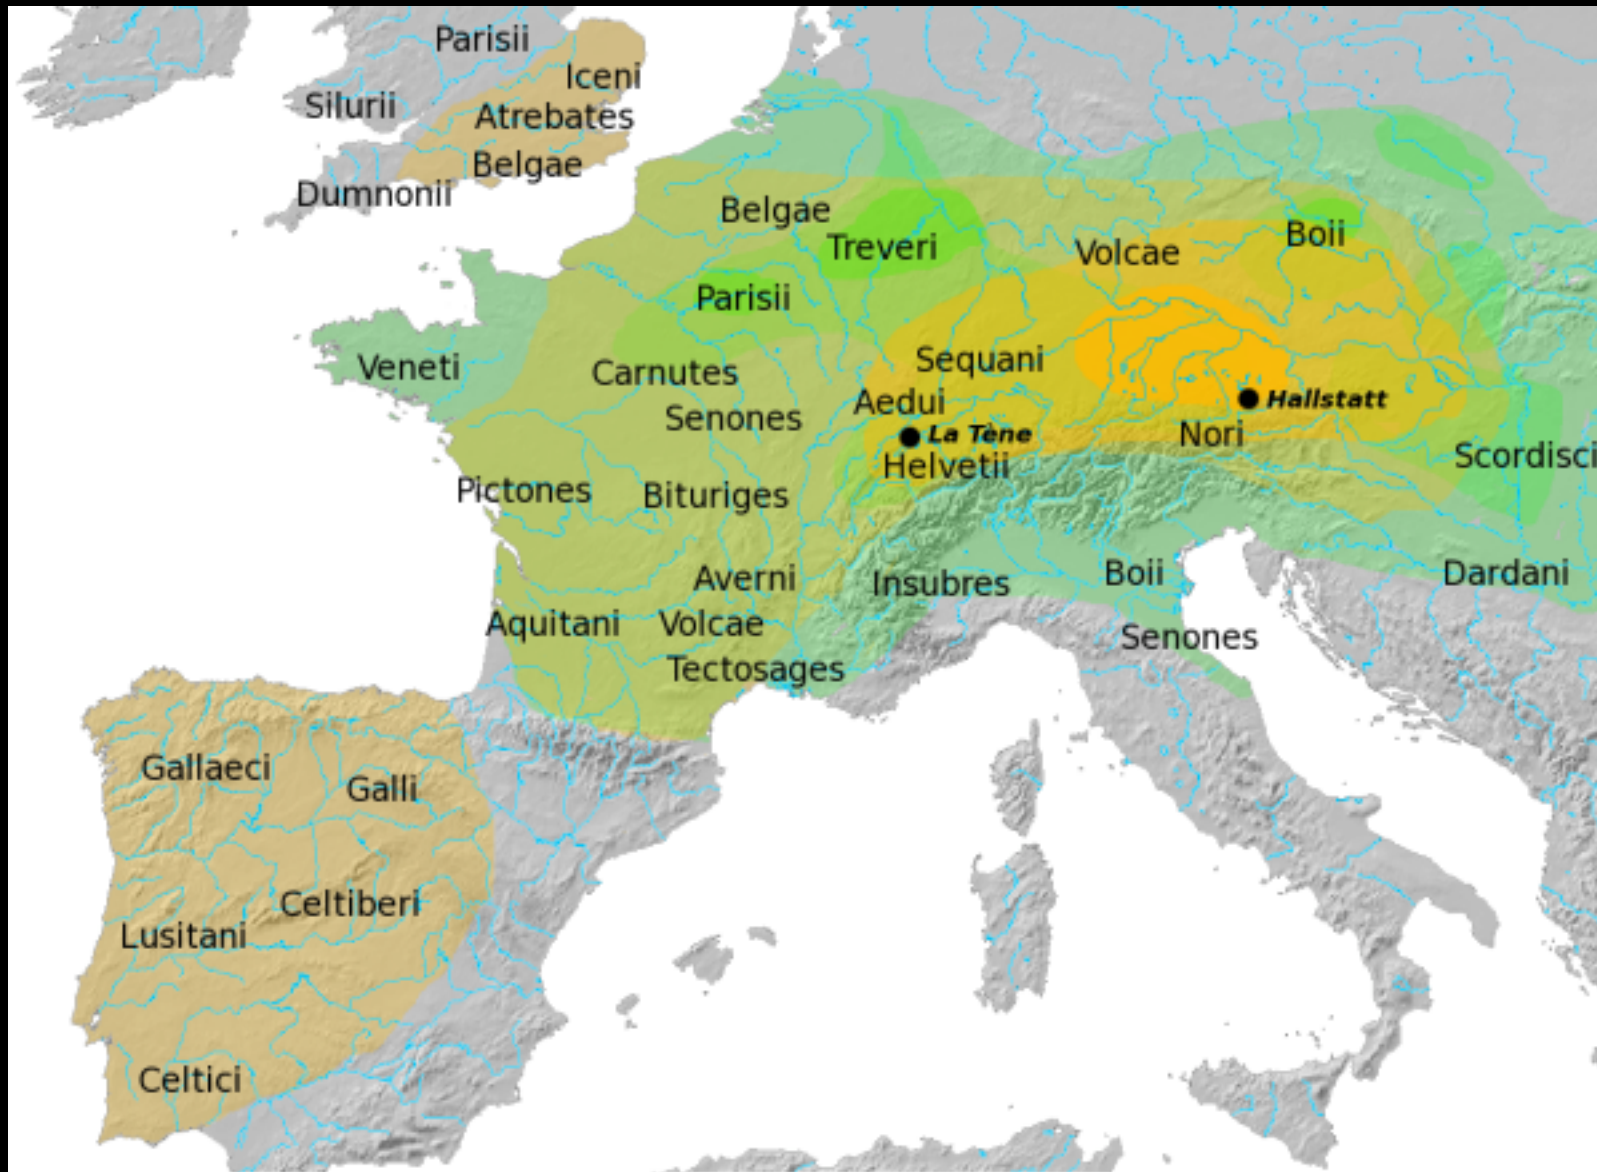 Parisii
Iceni
Silurii
Atrebates
Belgae
Dumnonii
Belgae
Treveri
Volcae
Boii
Parisii
Veneti
Carnutes
Sequani
Senones
Aedui
Hallstatt
La Tène
Nori
Helvetii
Scordisci
Pictones
Bituriges
Averni
Insubres
Boii
Dardani
Aquitani
Volcae
Tectosages
Senones
Gallaeci
Galli
Celtiberi
Lusitani
Celtici